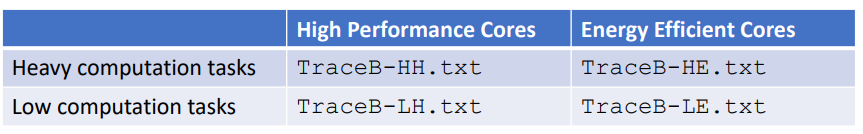 High Performance Cores Energy Efficient Cores
Heavy computation tasks TraceB-HH.txt TraceB-HE.txt
Low computation tasks TraceB-LH.txt TraceB-LE.txt